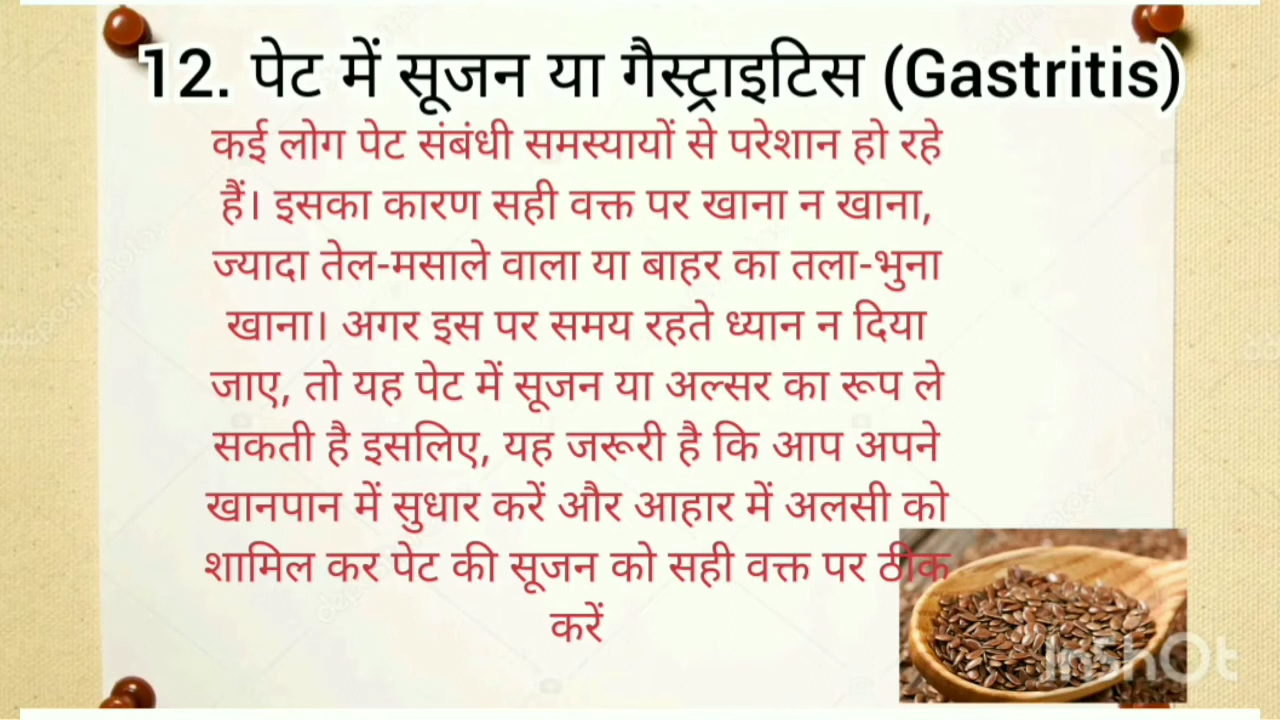 12. पेट में सूजन या गैस्ट्राइटिस (Gastritis)
कई लोग पेट संबंधी समस्यायों से परेशान हो रहे
हैं। इसका कारण सही वक्त पर खाना न खाना,
ज्यादा तेल-मसाले वाला या बाहर का तला-भुना
खाना। अगर इस पर समय रहते ध्यान न दिया
जाए, तो यह पेट में सूजन या अल्सर का रूप ले
सकती है इसलिए, यह जरूरी है कि आप अपने
खानपान में सुधार करें और आहार में अलसी को
शामिल कर पेट की सूजन को सही वक्त पर ठीक
करें
InShOt